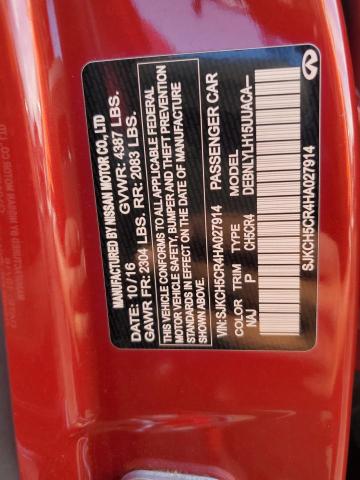 MANUFACTURED BY NISSAN MOTOR CO., LTD
DATE: 10/16 GVWR: 4387 LBS.
GAWR FR: 2304 LBS. RR: 2083 LBS.
THIS VEHICLE CONFORMS TO ALL APPLICABLE FEDERAL
MOTOR VEHICLE SAFETY, BUMPER AND THEFT PREVENTION
STANDARDS IN EFFECT ON THE DATE OF MANUFACTURE
SHOWN ABOVE.
VIN: SJKCH5CR4HA027914 PASSENGER CAR
COLOR TRIM TYPE MODEL
NAJ P CH5CR4 DEBNLYLH15JUACA—
SJKCH5CR4HA027914